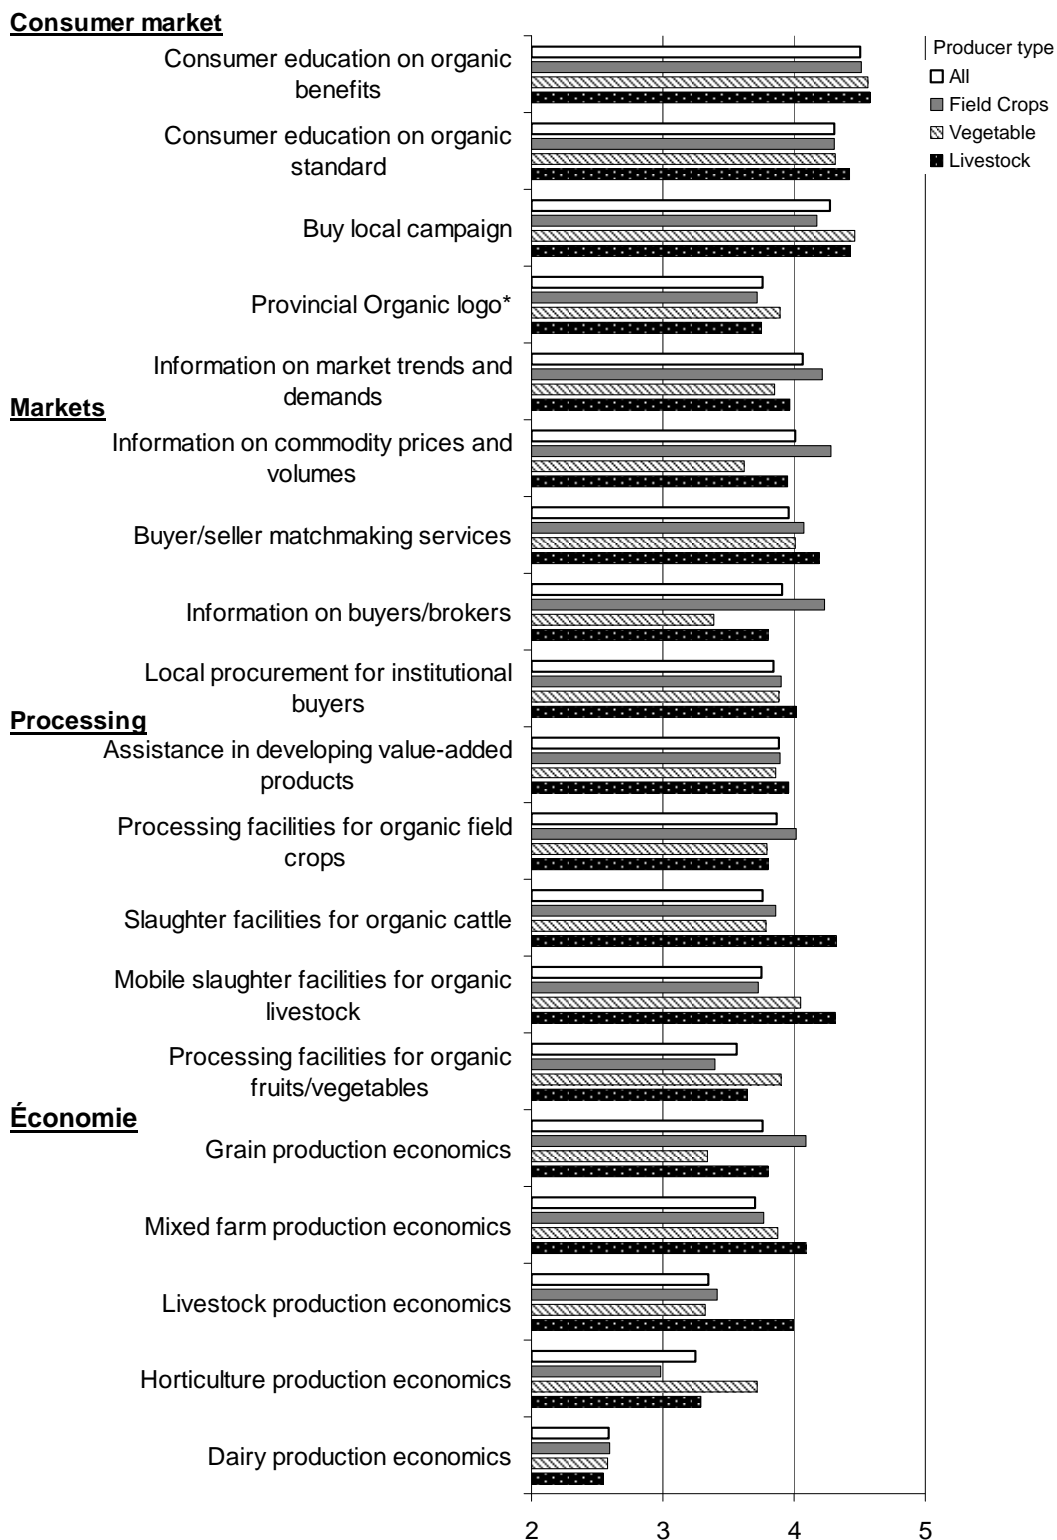 Consumer market
Consumer education on organic
benefits
Consumer education on organic
standard
Buy local campaign
Provincial Organic logo*
Information on market trends and
demands
Markets
Information on commodity prices and
volumes
Buyer/seller matchmaking services
Information on buyers/brokers
Local procurement for institutional
buyers
Processing
Assistance in developing value-added
products
Processing facilities for organic field
crops
Slaughter facilities for organic cattle
Mobile slaughter facilities for organic
livestock
Processing facilities for organic
fruits/vegetables
Économie
Grain production economics
Mixed farm production economics
Livestock production economics
Horticulture production economics
Dairy production economics
2 3 4 5
Producer type
All
Field Crops
Vegetable
Livestock